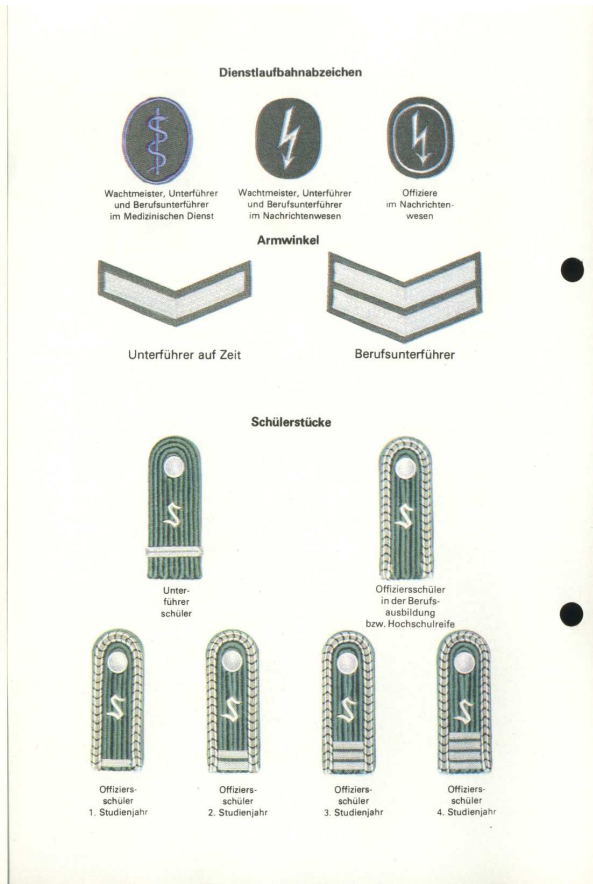 Dienstlaufbahnabzeichen
Wachtmeister, Unterführer
und Berufsunterführer
im Medizinischen Dienst
Wachtmeister, Unterführer
und Berufsunterführer
im Nachrichtenwesen
Offiziere
im Nachrichten-
wesen
Armwinkel
Unterführer auf Zeit
Berufsunterführer
Schülerstücke
Unter-
führer
schüler
Offiziersschüler
in der Berufs-
ausbildung
bzw. Hochschulreife
Offiziers-
schüler
1. Studienjahr
Offiziers-
schüler
2. Studienjahr
Offiziers-
schüler
3. Studienjahr
Offiziers-
schüler
4. Studienjahr